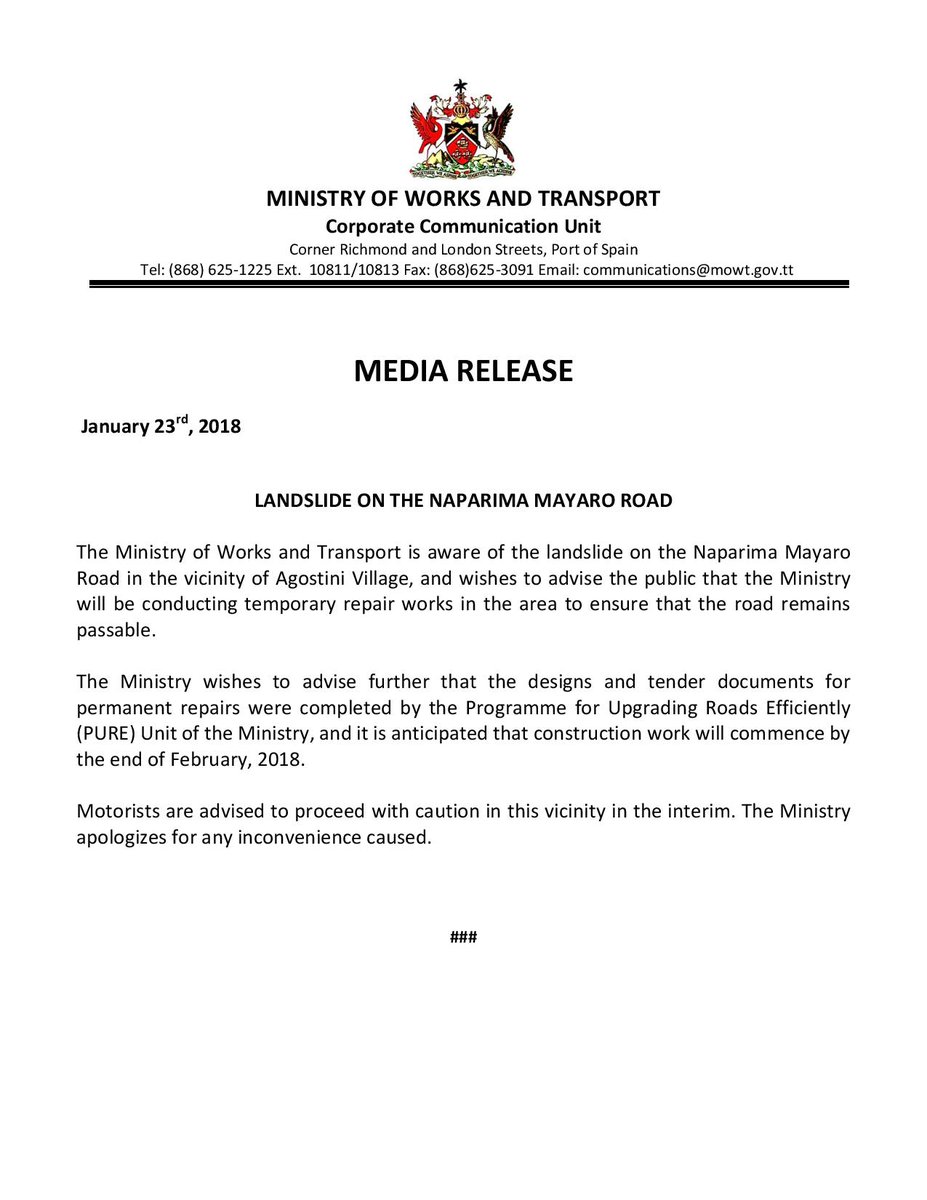 TOGETHER WE ASPIRE TOGETHER WE ACHIEVE
MINISTRY OF WORKS AND TRANSPORT
Corporate Communication Unit
Corner Richmond and London Streets, Port of Spain
Tel: (868) 625-1225 Ext.  10811/10813 Fax: (868)625-3091 Email: communications@mowt.gov.tt
MEDIA RELEASE
January 23rd, 2018
LANDSLIDE ON THE NAPARIMA MAYARO ROAD
The Ministry of Works and Transport is aware of the landslide on the Naparima Mayaro
Road in the vicinity of Agostini Village, and wishes to advise the public that the Ministry
will be conducting temporary repair works in the area to ensure that the road remains
passable.
The Ministry wishes to advise further that the designs and tender documents for
permanent repairs were completed by the Programme for Upgrading Roads Efficiently
(PURE) Unit of the Ministry, and it is anticipated that construction work will commence by
the end of February, 2018.
Motorists are advised to proceed with caution in this vicinity in the interim. The Ministry
apologizes for any inconvenience caused.
###